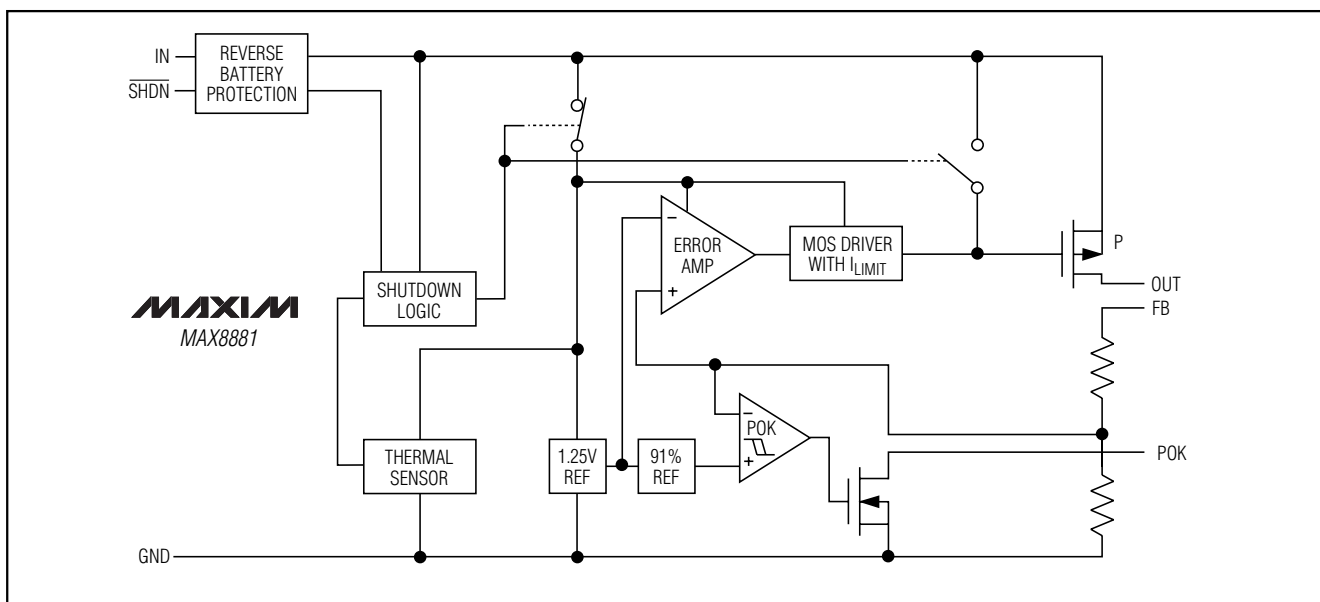 IN
SHDN
REVERSE
BATTERY
PROTECTION
P
−
ERROR
AMP
+
MOS DRIVER
WITH ILIMIT
OUT
FB
SHUTDOWN
LOGIC
MAXIM
MAX8881
−
POK
+
POK
THERMAL
SENSOR
1.25V
REF
91%
REF
GND